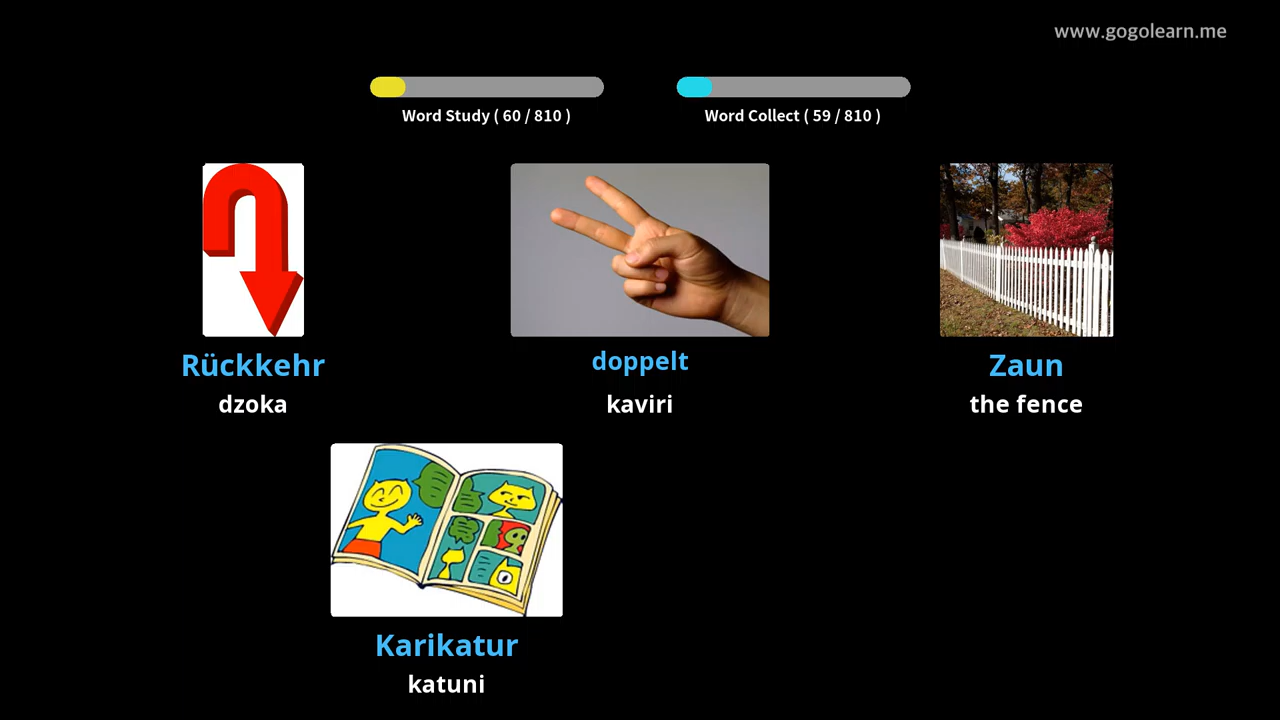 www.gogolearn.me
Word Study ( 60 / 810 )
Word Collect ( 59 / 810 )
Rückkehr
doppelt
Zaun
dzoka
kaviri
the fence
Karikatur
katuni